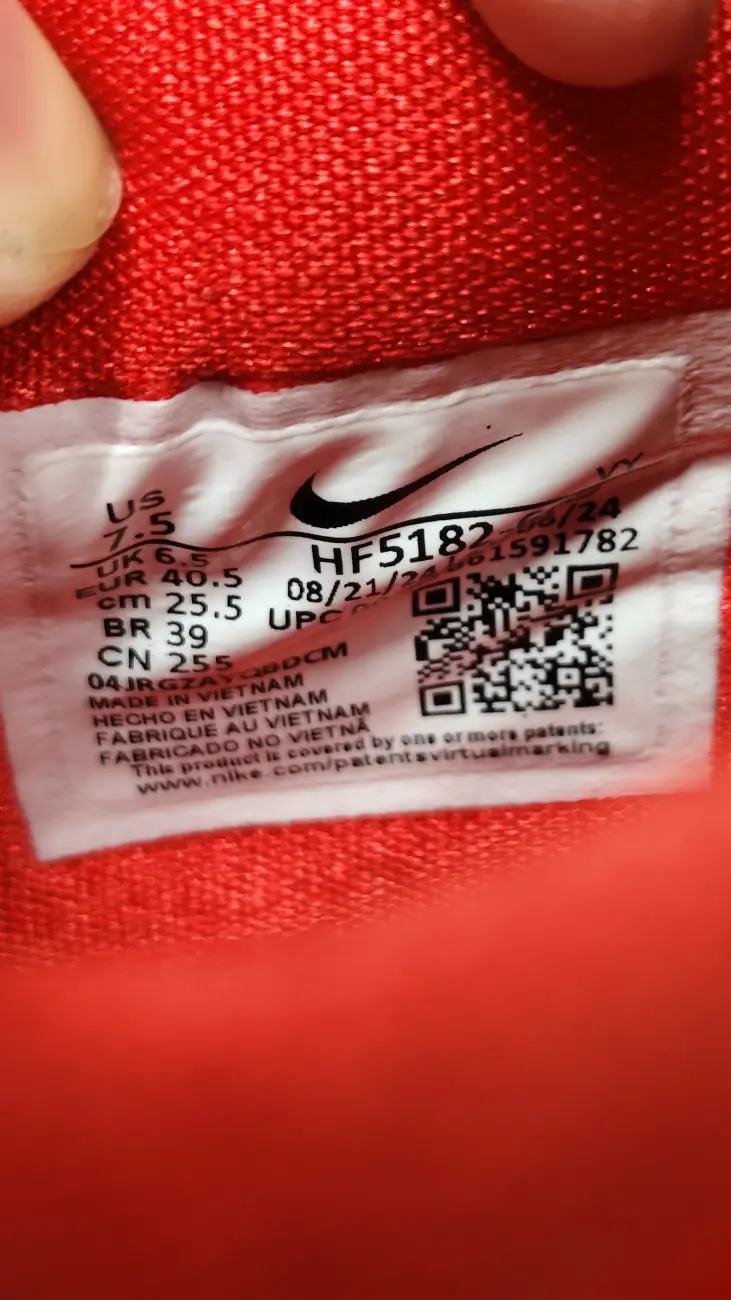 VY
US
7.5
UK 6.5
EUR 40.5
cm 25.5
BR 39
CN 255
HF5182
08/21/24
UPC
MADE IN VIETNAM
HECHO EN VIETNAM
FABRIQUE AU VIETNAM
FABRICADO NO VIETNÃ
This product is covered by one or more patents:
www.nike.com/patentsvirtualmarking